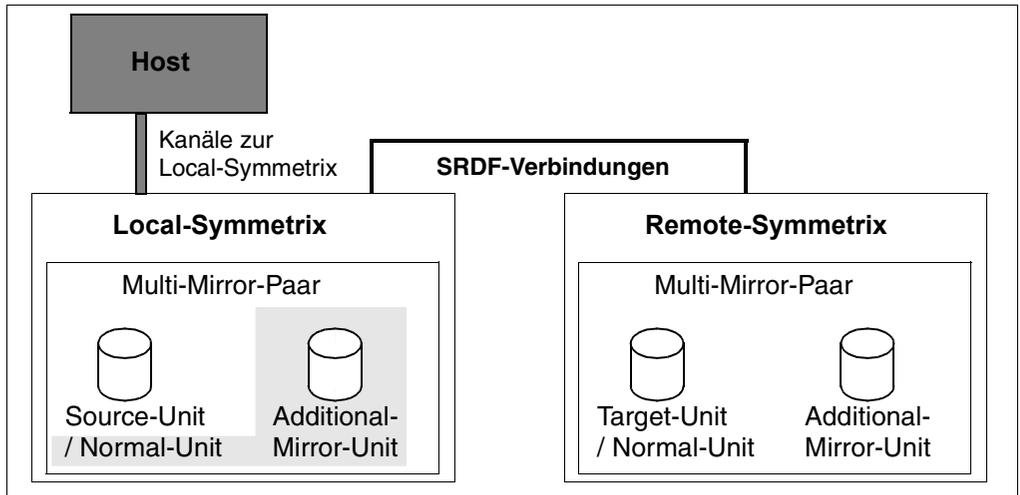 Host
Kanäle zur
Local-Symmetrix
SRDF-Verbindungen
Local-Symmetrix
Multi-Mirror-Paar
Source-Unit
/ Normal-Unit
Additional-
Mirror-Unit
Remote-Symmetrix
Multi-Mirror-Paar
Target-Unit
/ Normal-Unit
Additional-
Mirror-Unit